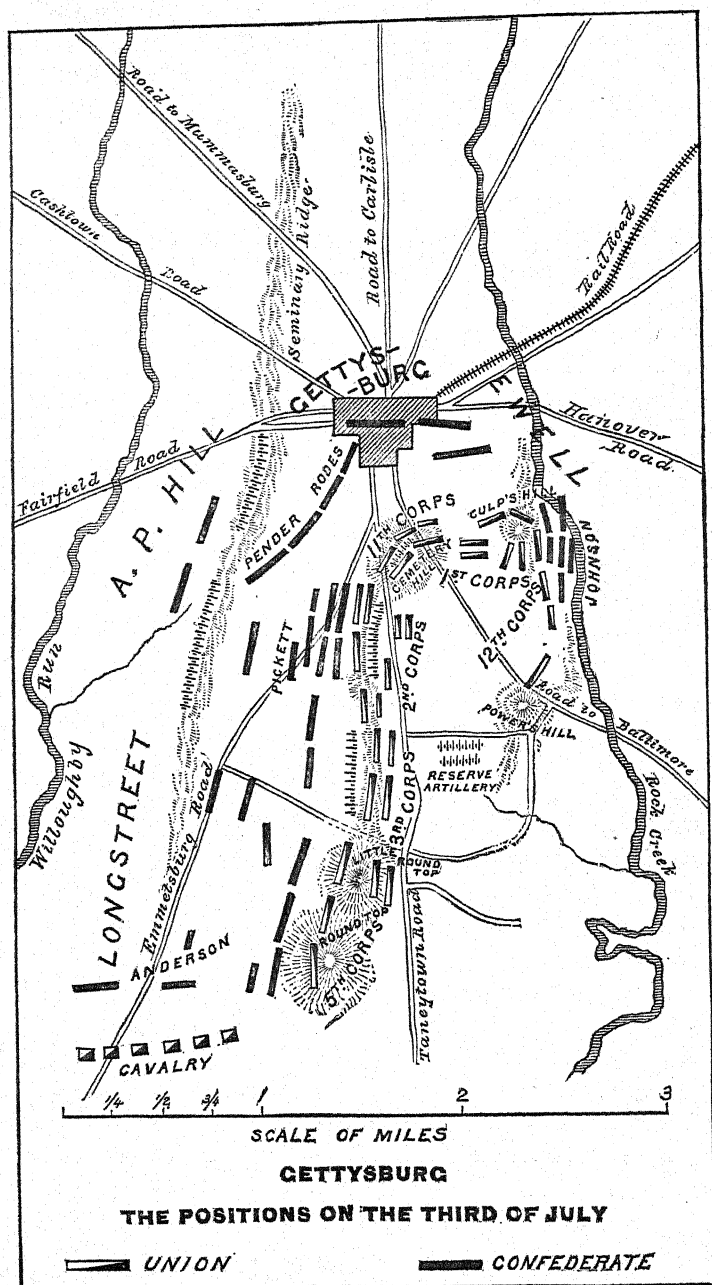 Road to Mummasburg
Cashtown Road
Seminary Ridge
Road to Carlisle
Rail Road
GETTYS-
-BURG
EWELL
Hanover
Road.
Fairfield Road
A. P. HILL
PENDER RODES
11TH CORPS
CEMETERY
HILL
CULP'S HILL
1ST CORPS
JOHNSON
12TH CORPS
PICKETT
2ND CORPS
Road to Baltimore
POWER'S HILL
RESERVE
ARTILLERY
Willoughby Run
LONGSTREET
Emmetsburg Road
3RD CORPS
LITTLE ROUND
TOP
Rock Creek
ROUND TOP
5TH CORPS
Taneytown Road
ANDERSON
CAVALRY
1/4 1/2 3/4 1 2 3
SCALE OF MILES
GETTYSBURG
THE POSITIONS ON THE THIRD OF JULY
UNION CONFEDERATE